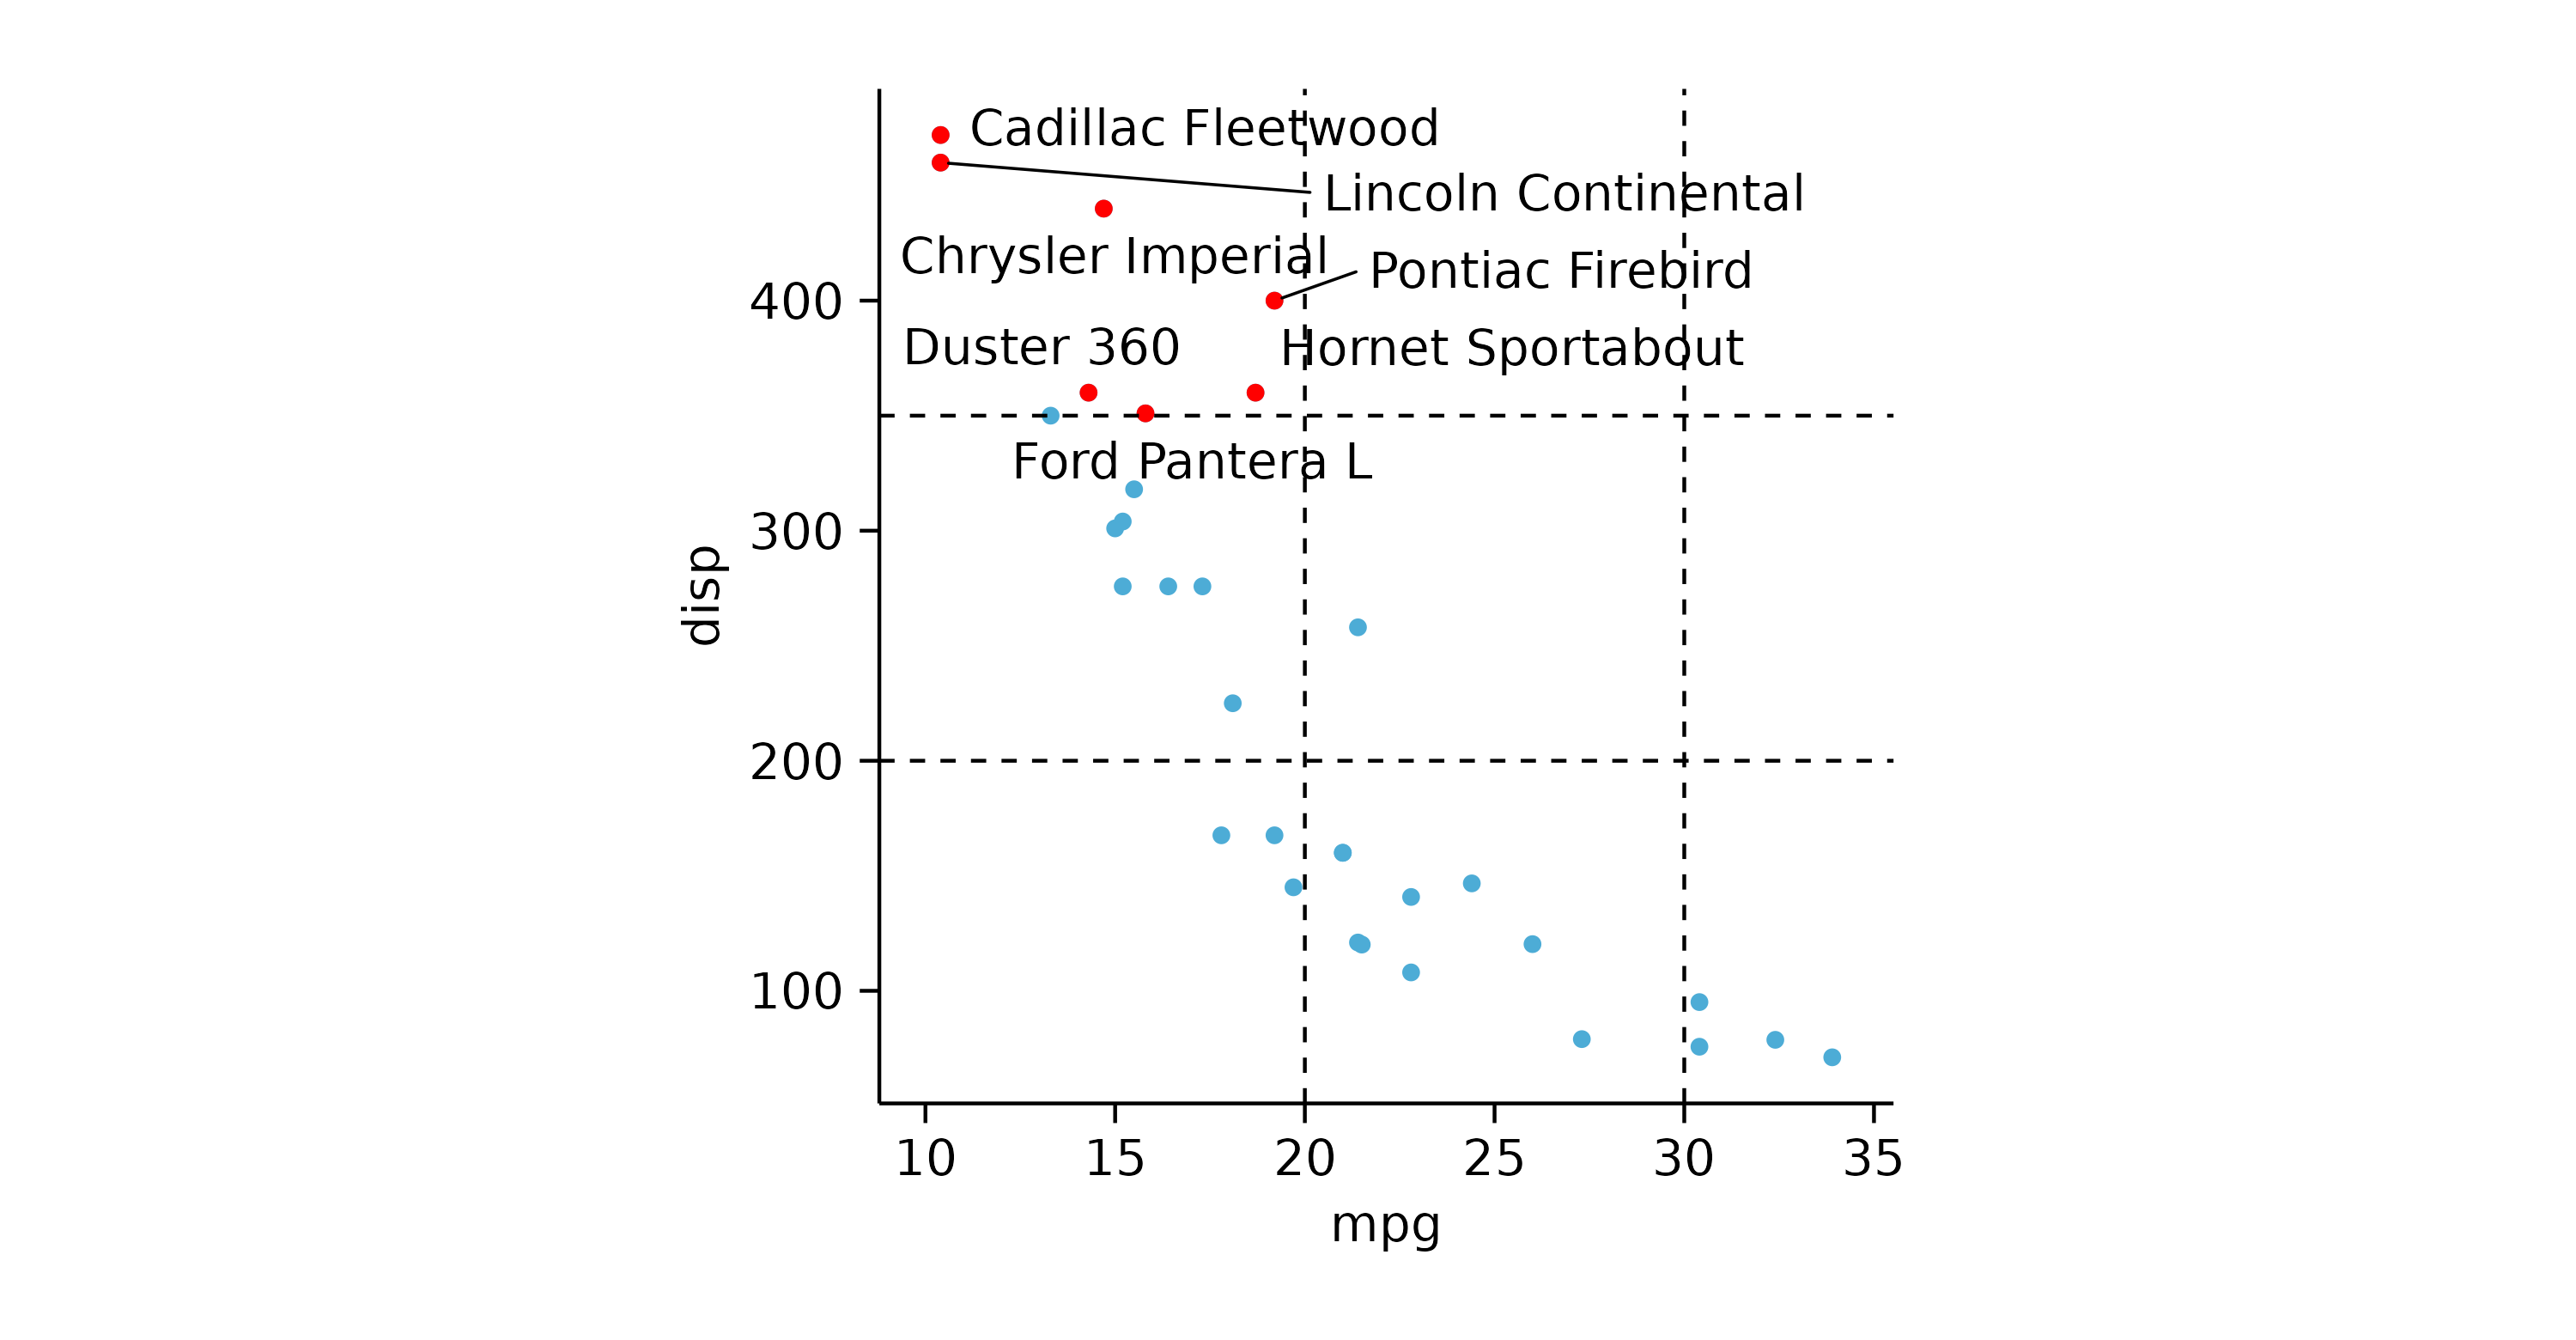 Cadillac Fleetwood
Lincoln Continental
Chrysler Imperial
Pontiac Firebird
Duster 360
Hornet Sportabout
Ford Pantera L
400
300
200
100
disp
10 15 20 25 30 35
mpg